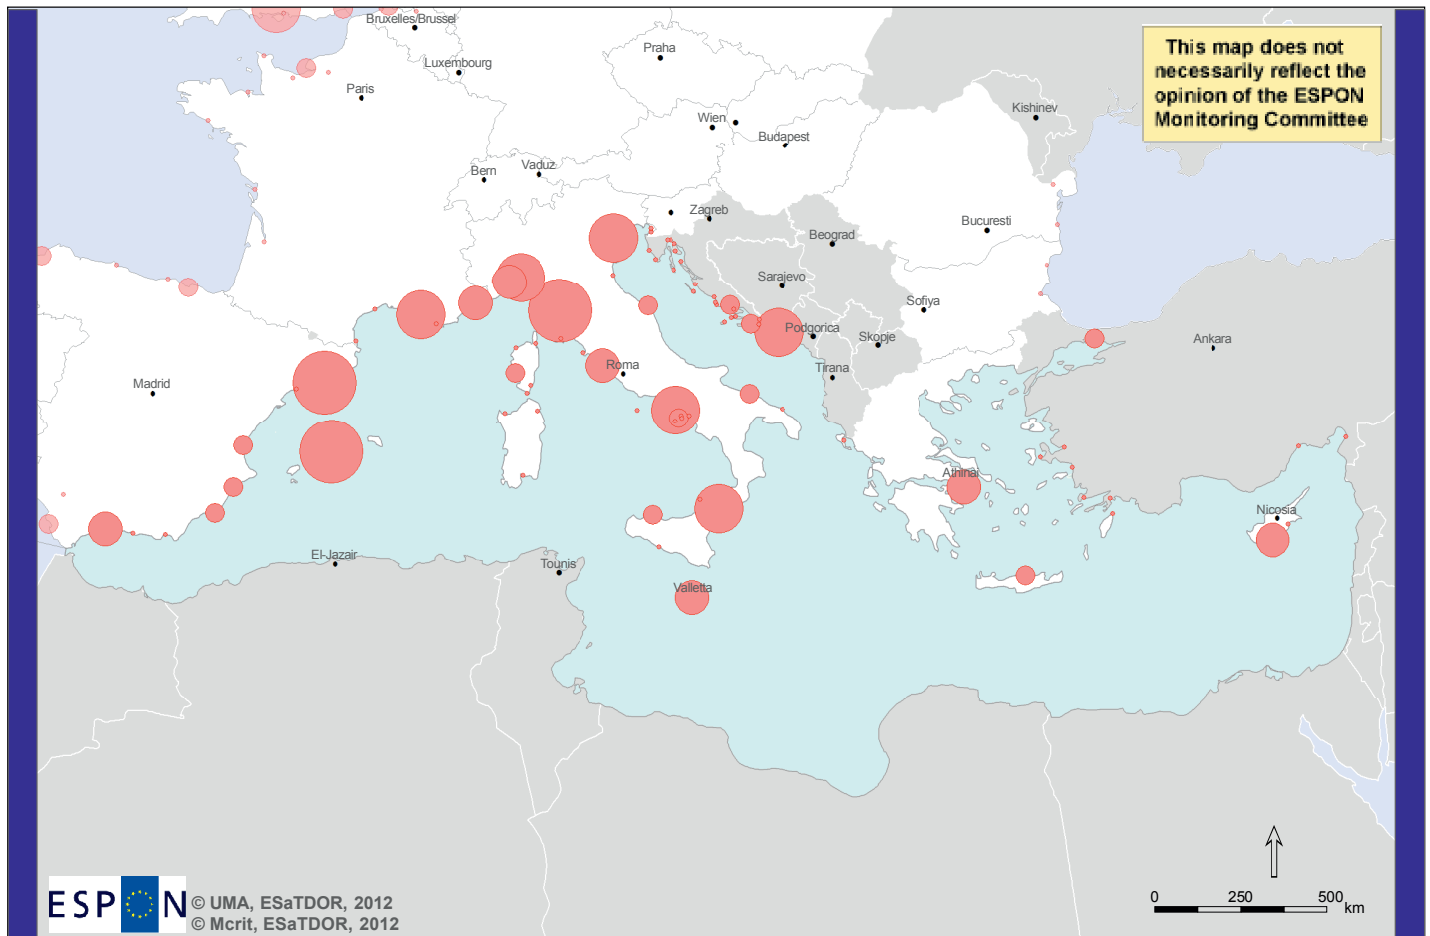 Bruxelles/Brussel
This map does not
necessarily reflect the
opinion of the ESPON
Monitoring Committee
Praha
Luxembourg
Paris
Kishinev
Wien
Budapest
Bern
Vaduz
Zagreb
Bucuresti
Beograd
Sarajevo
Sofiya
Podgorica
Skopje
Ankara
Roma
Tirana
Madrid
Athinai
Nicosia
El-Jazair
Tounis
Valletta
0 250 500
km
ESPON
© UMA, ESaTDOR, 2012
© Mcrit, ESaTDOR, 2012